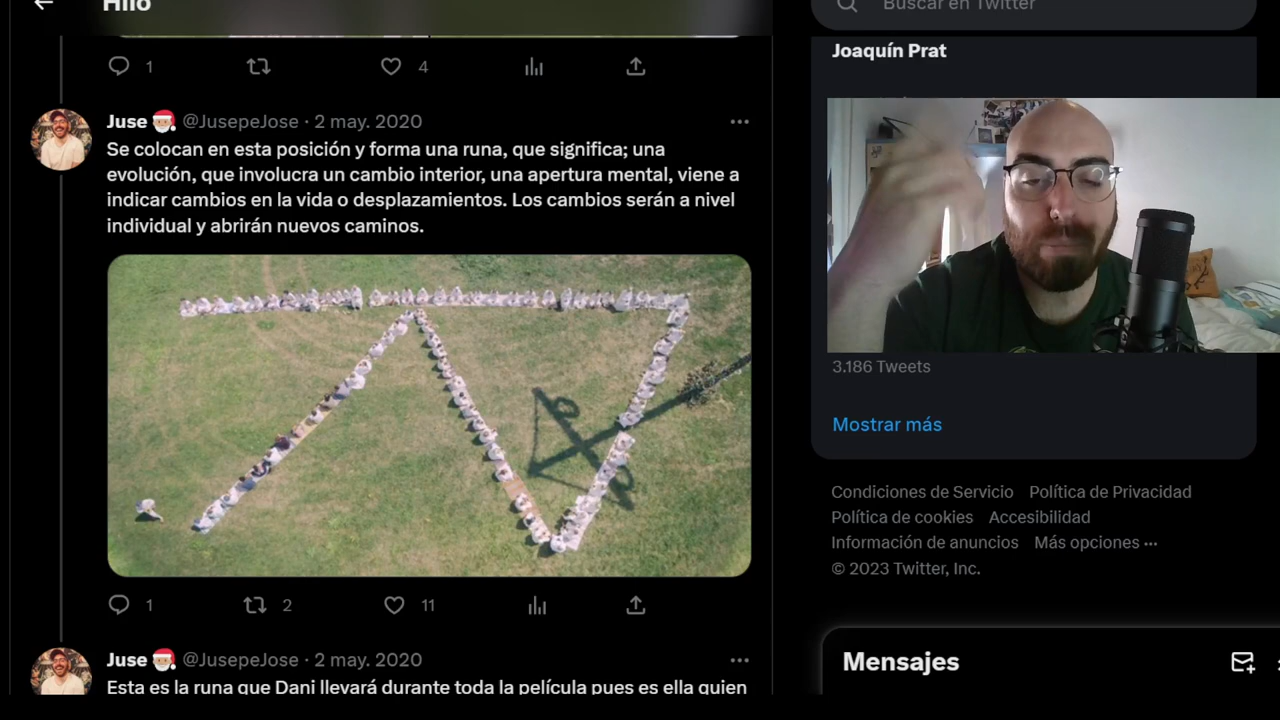 Hilo
Buscar en Twitter
Joaquín Prat
1
4
Juse @JusepeJose · 2 may. 2020
Se colocan en esta posición y forma una runa, que significa; una
evolución, que involucra un cambio interior, una apertura mental, viene a
indicar cambios en la vida o desplazamientos. Los cambios serán a nivel
individual y abrirán nuevos caminos.
3.186 Tweets
Mostrar más
Condiciones de Servicio Política de Privacidad
Política de cookies Accesibilidad
Información de anuncios Más opciones ···
© 2023 Twitter, Inc.
1
2
11
Juse @JusepeJose · 2 may. 2020
Esta es la runa que Dani llevará durante toda la película pues es ella quien
Mensajes